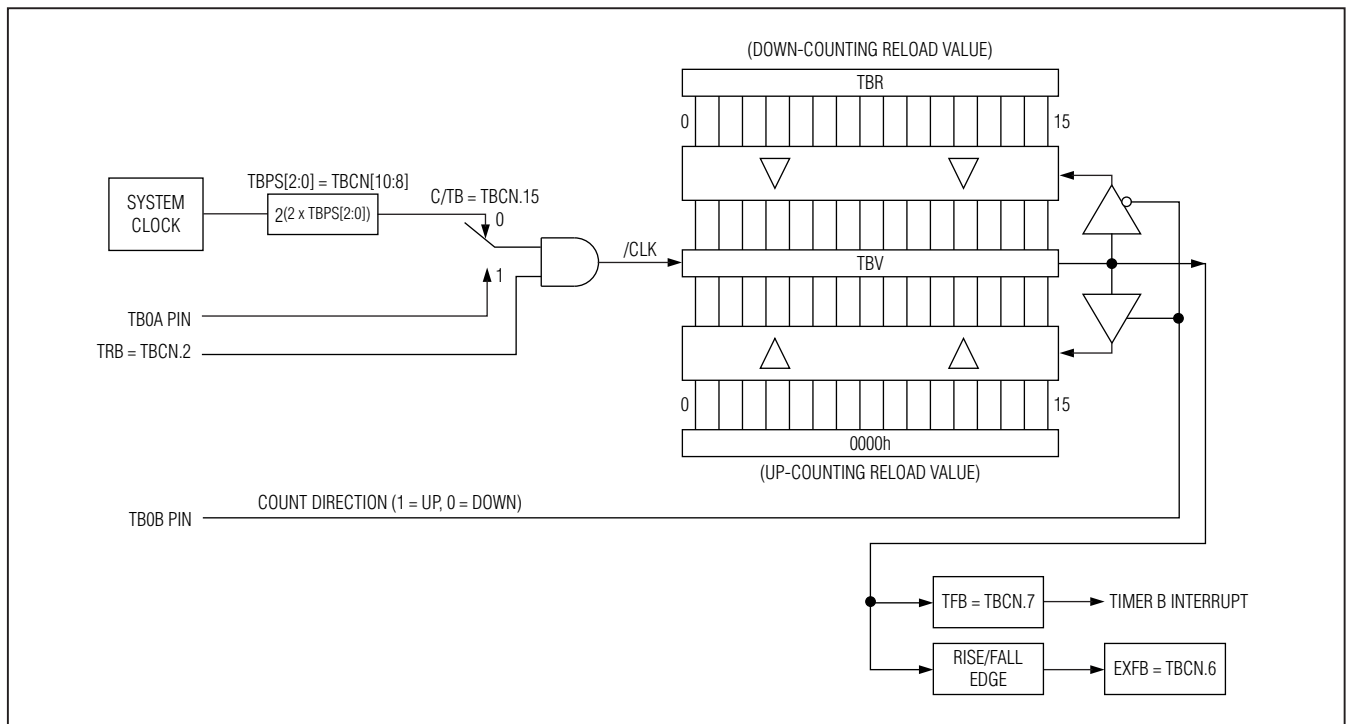 (DOWN-COUNTING RELOAD VALUE)
TBR
0
15
TBPS[2:0] = TBCN[10:8]
SYSTEM
CLOCK
2(2 x TBPS[2:0])
C/TB = TBCN.15
0
/CLK
TBV
1
TB0A PIN
TRB = TBCN.2
0
15
0000h
(UP-COUNTING RELOAD VALUE)
COUNT DIRECTION (1 = UP, 0 = DOWN)
TB0B PIN
TFB = TBCN.7
TIMER B INTERRUPT
RISE/FALL
EDGE
EXFB = TBCN.6